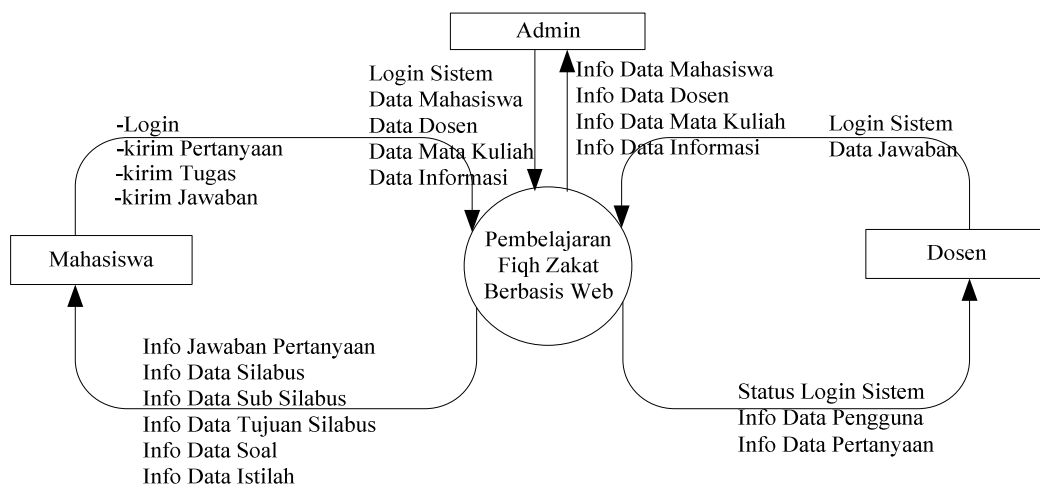 Admin
Login Sistem
Data Mahasiswa
Data Dosen
Data Mata Kuliah
Data Informasi
Info Data Mahasiswa
Info Data Dosen
Info Data Mata Kuliah
Info Data Informasi
-Login
-kirim Pertanyaan
-kirim Tugas
-kirim Jawaban
Login Sistem
Data Jawaban
Mahasiswa
Pembelajaran
Fiqh Zakat
Berbasis Web
Dosen
Info Jawaban Pertanyaan
Info Data Silabus
Info Data Sub Silabus
Info Data Tujuan Silabus
Info Data Soal
Info Data Istilah
Status Login Sistem
Info Data Pengguna
Info Data Pertanyaan